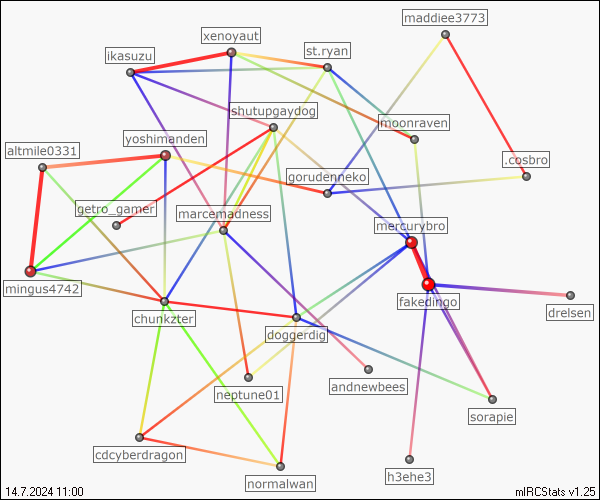 maddiee3773
xenoyaut
st.ryan
ikasuzu
shutupgaydog
moonraven
yoshimanden
altmile0331
.cosbro
gorudenneko
getro_gamer
marcemadness
mercurybro
mingus4742
fakedingo
drelsen
chunkzter
doggerdig
andnewbees
neptune01
sorapie
cdcyberdragon
h3ehe3
normalwan
14.7.2024 11:00
mIRCStats v1.25